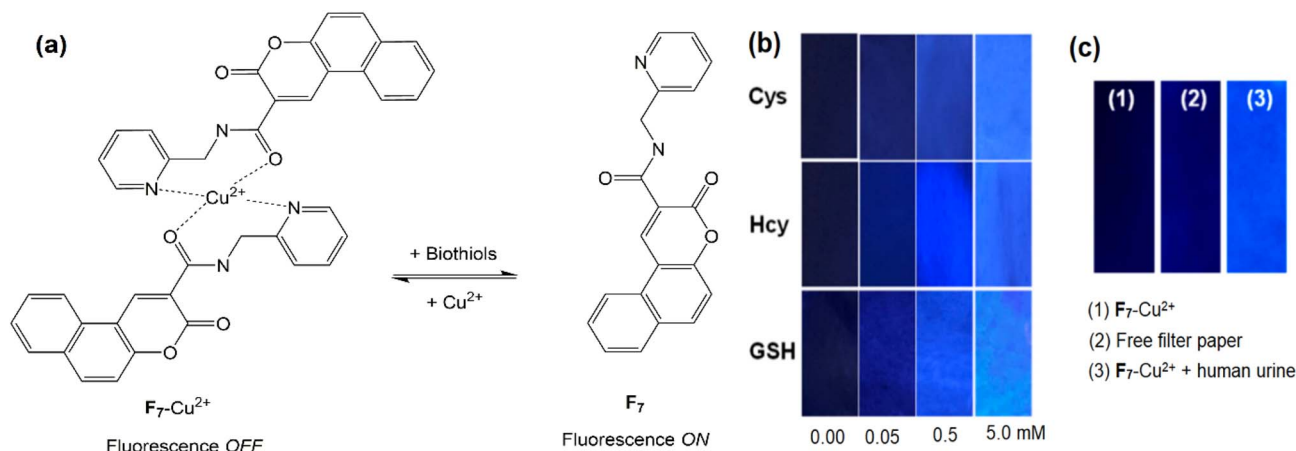 (a)
O
O
NH
O
N
Cu²⁺
N
O
N
H
O
O
F₇-Cu²⁺
Fluorescence OFF
+ Biothiols
+ Cu²⁺
N
N
H
O
O
O
F₇
Fluorescence ON
(b)
Cys
Hcy
GSH
0.00 0.05 0.5 5.0 mM
(c)
(1) (2) (3)
(1) F₇-Cu²⁺
(2) Free filter paper
(3) F₇-Cu²⁺ + human urine